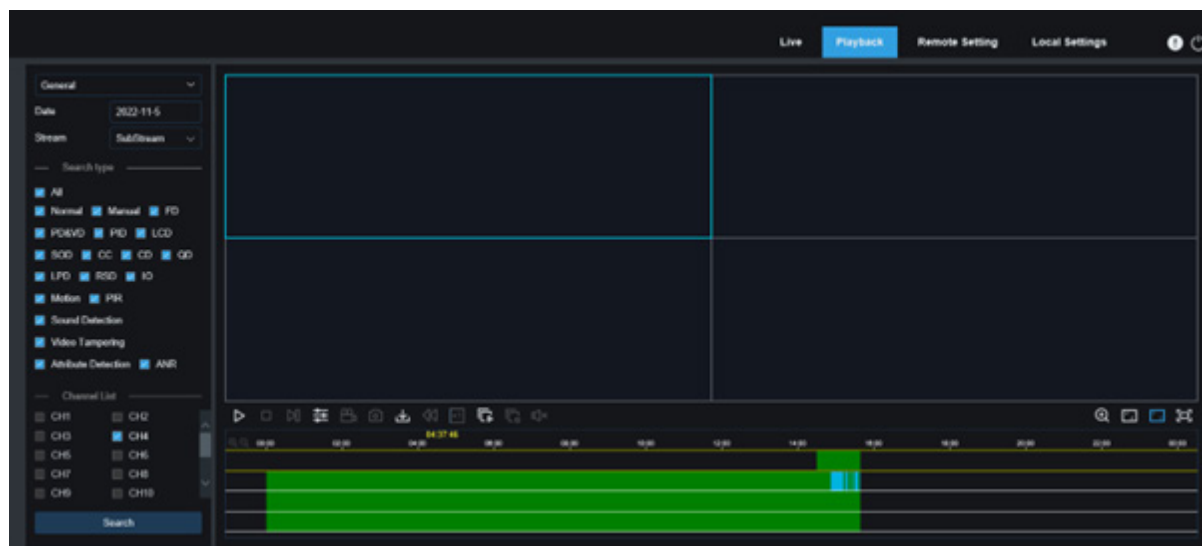 Live Playback Remote Setting Local Settings
General
Date 2022-11-5
Stream SubStream
Search type
All
Normal Manual FD
PD&VD PID LCD
SOD CC CD QD
LPD RSD IO
Motion PIR
Sound Detection
Video Tampering
Attribute Detection ANR
Channel List
CH1 CH2
CH3 CH4
CH5 CH6
CH7 CH8
CH9 CH10
Search
04:37:46
00:00 02:00 04:00 06:00 08:00 10:00 12:00 14:00 16:00 18:00 20:00 22:00 00:00